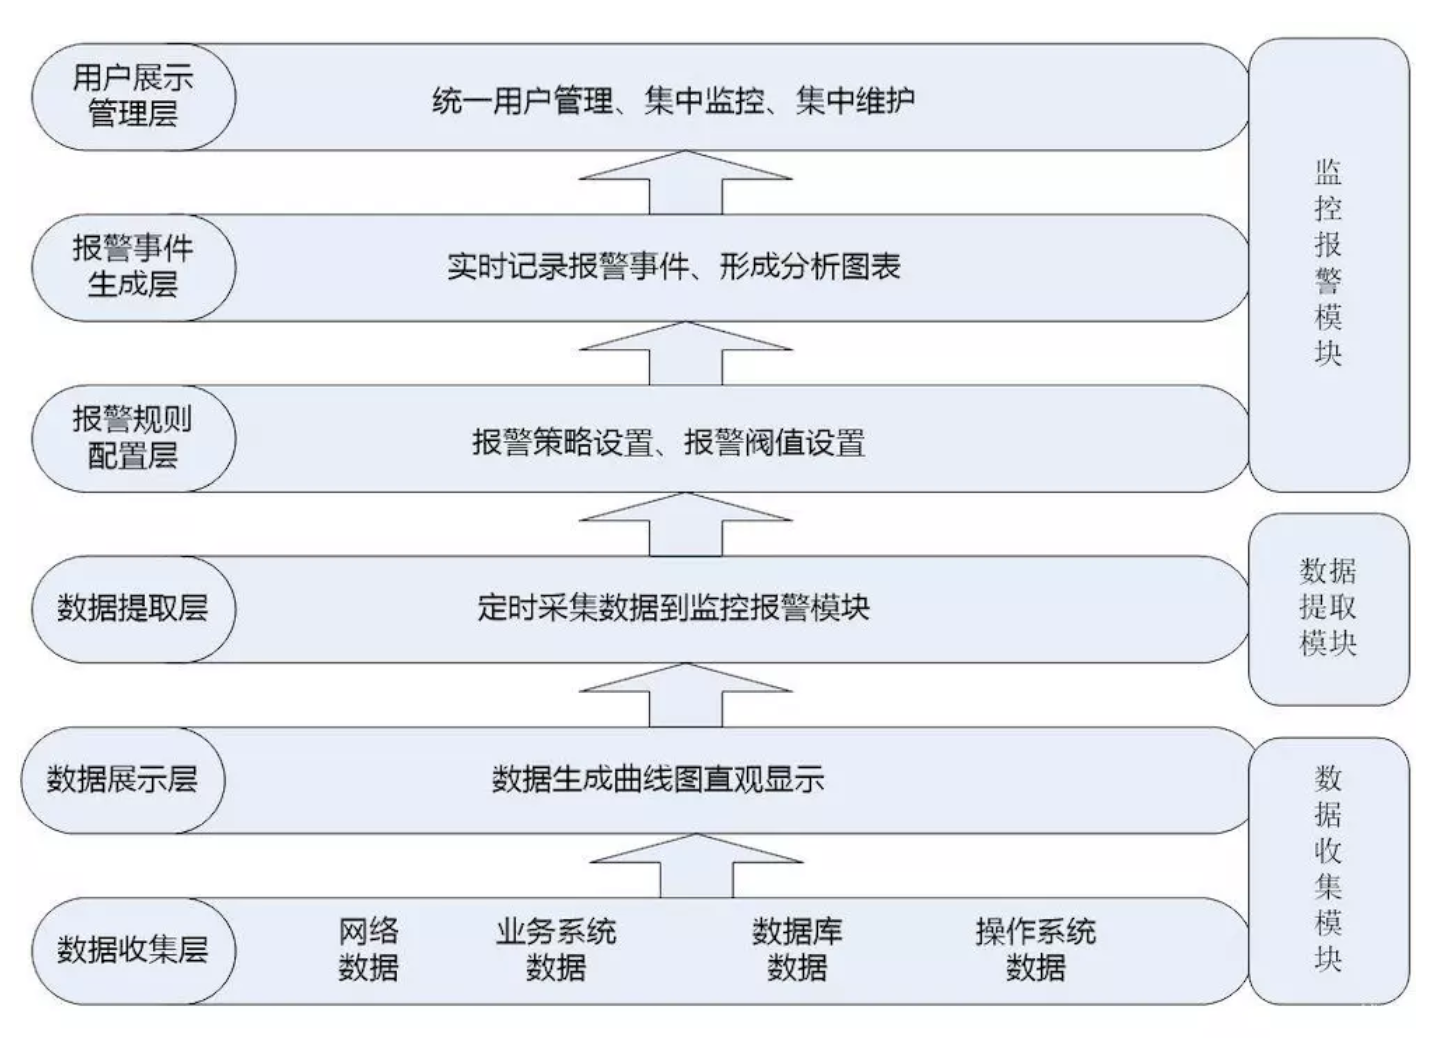 用户展示
管理层
统一用户管理、集中监控、集中维护
报警事件
生成层
实时记录报警事件、形成分析图表
报警规则
配置层
报警策略设置、报警阀值设置
监
控
报
警
模
块
数据提取层
定时采集数据到监控报警模块
数据
提取
模块
数据展示层
数据生成曲线图直观显示
数据收集层
网络
数据
业务系统
数据
数据库
数据
操作系统
数据
数
据
收
集
模
块